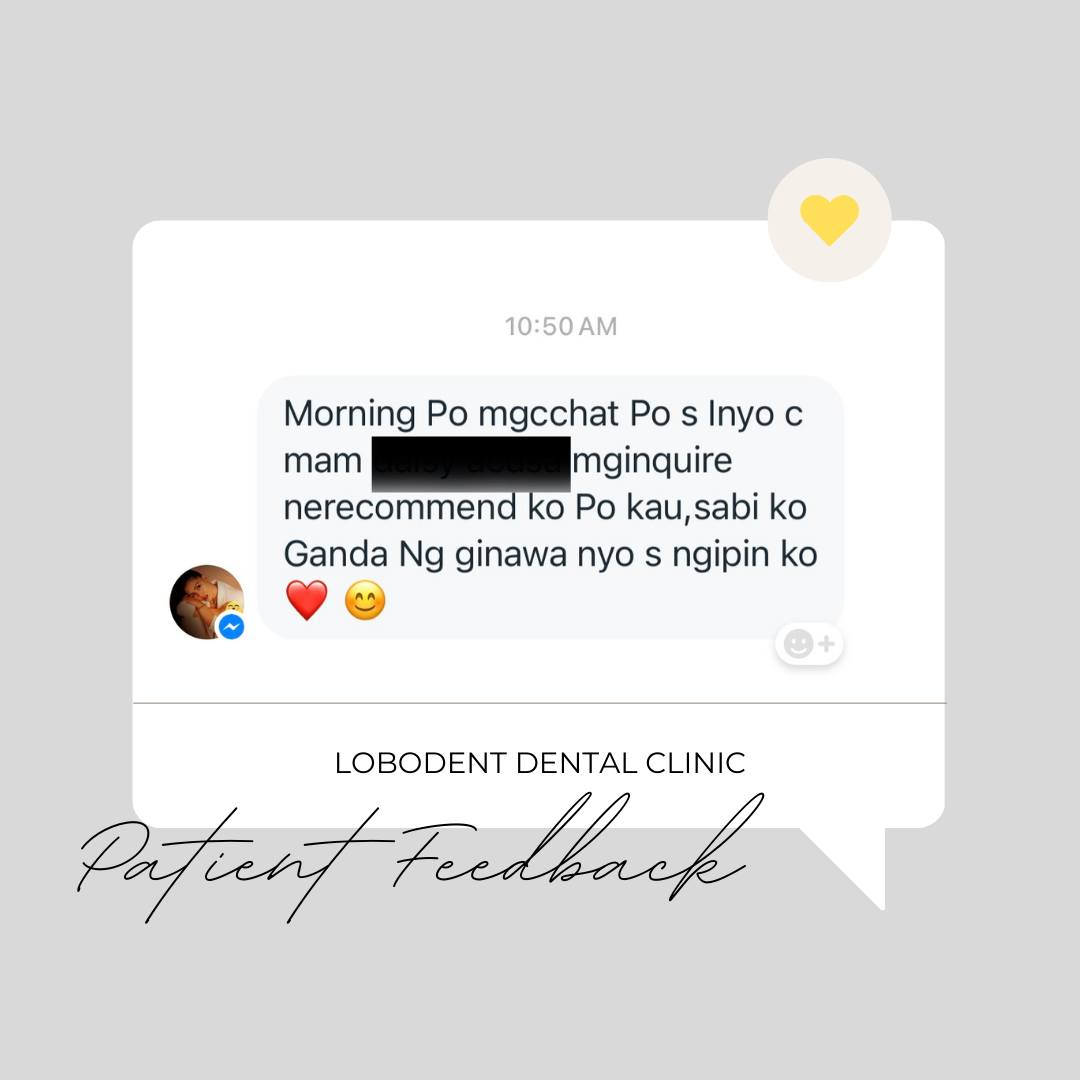 10:50 AM
Morning Po mgcchat Po s Inyo c
mam mginquire
nerecommend ko Po kau,sabi ko
Ganda Ng ginawa nyo s ngipin ko
❤️ 😊
LOBODENT DENTAL CLINIC
Patient Feedback